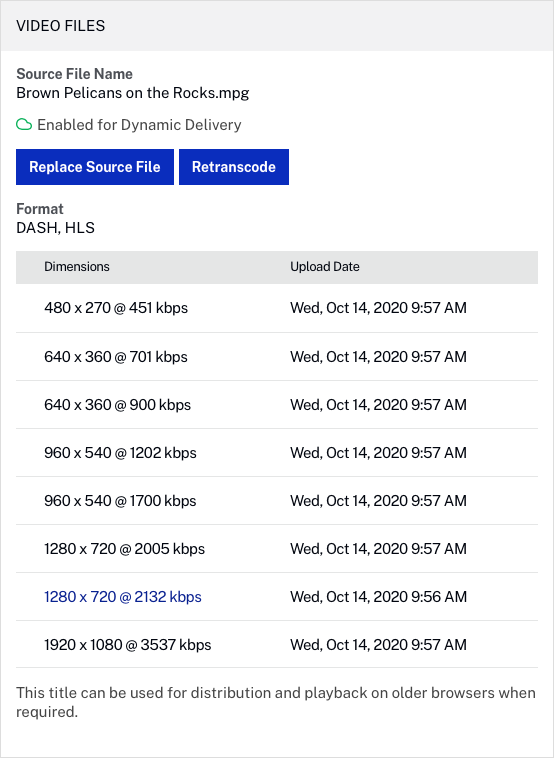 VIDEO FILES
Source File Name
Brown Pelicans on the Rocks.mpg
Enabled for Dynamic Delivery
Replace Source File Retranscode
Format
DASH, HLS
Dimensions Upload Date
480 x 270 @ 451 kbps Wed, Oct 14, 2020 9:57 AM
640 x 360 @ 701 kbps Wed, Oct 14, 2020 9:57 AM
640 x 360 @ 900 kbps Wed, Oct 14, 2020 9:57 AM
960 x 540 @ 1202 kbps Wed, Oct 14, 2020 9:57 AM
960 x 540 @ 1700 kbps Wed, Oct 14, 2020 9:57 AM
1280 x 720 @ 2005 kbps Wed, Oct 14, 2020 9:57 AM
1280 x 720 @ 2132 kbps Wed, Oct 14, 2020 9:56 AM
1920 x 1080 @ 3537 kbps Wed, Oct 14, 2020 9:57 AM
This title can be used for distribution and playback on older browsers when
required.